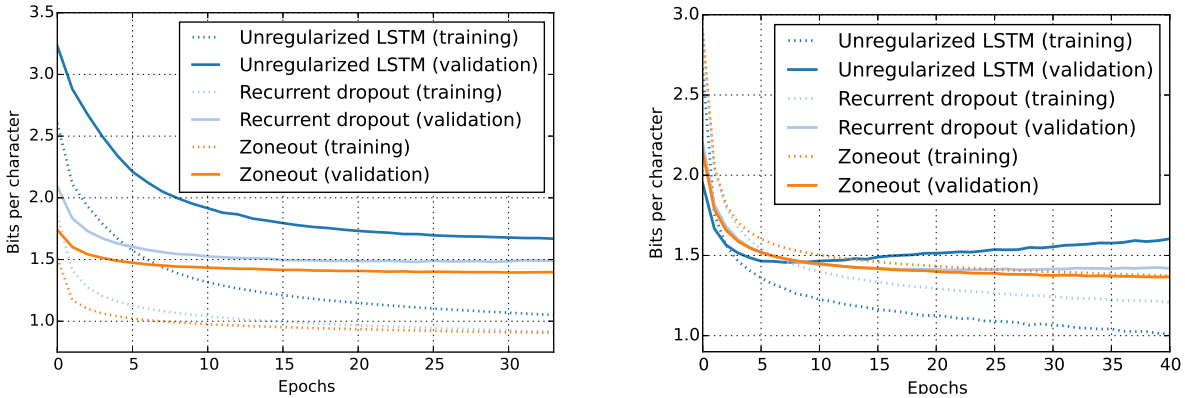 3.5
3.0
2.5
2.0
1.5
1.0
Bits per character
Unregularized LSTM (training)
Unregularized LSTM (validation)
Recurrent dropout (training)
Recurrent dropout (validation)
Zoneout (training)
Zoneout (validation)
0 5 10 15 20 25 30
Epochs
3.0
2.5
2.0
1.5
1.0
Bits per character
Unregularized LSTM (training)
Unregularized LSTM (validation)
Recurrent dropout (training)
Recurrent dropout (validation)
Zoneout (training)
Zoneout (validation)
0 5 10 15 20 25 30 35 40
Epochs